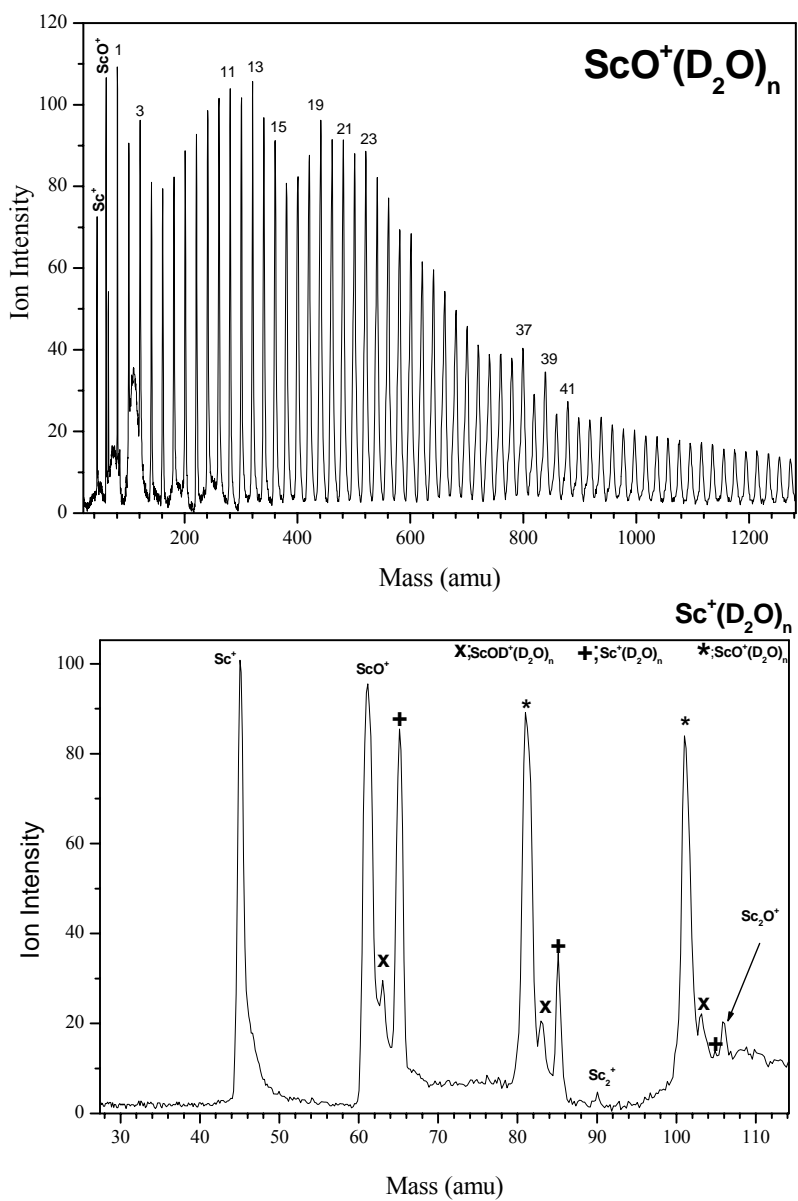 ScO⁺(D₂O)ₙ
120
100
80
60
40
20
0
Ion Intensity
Sc⁺
ScO⁺
1
3
11
13
15
19
21
23
37
39
41
200
400
600
800
1000
1200
Mass (amu)
Sc⁺(D₂O)ₙ
x;ScOD⁺(D₂O)ₙ +;Sc⁺(D₂O)ₙ *;ScO⁺(D₂O)ₙ
100
80
60
40
20
0
Ion Intensity
Sc⁺
ScO⁺
x
+
*
x
+
Sc₂⁺
*
x
+
Sc₂O⁺
30
40
50
60
70
80
90
100
110
Mass (amu)